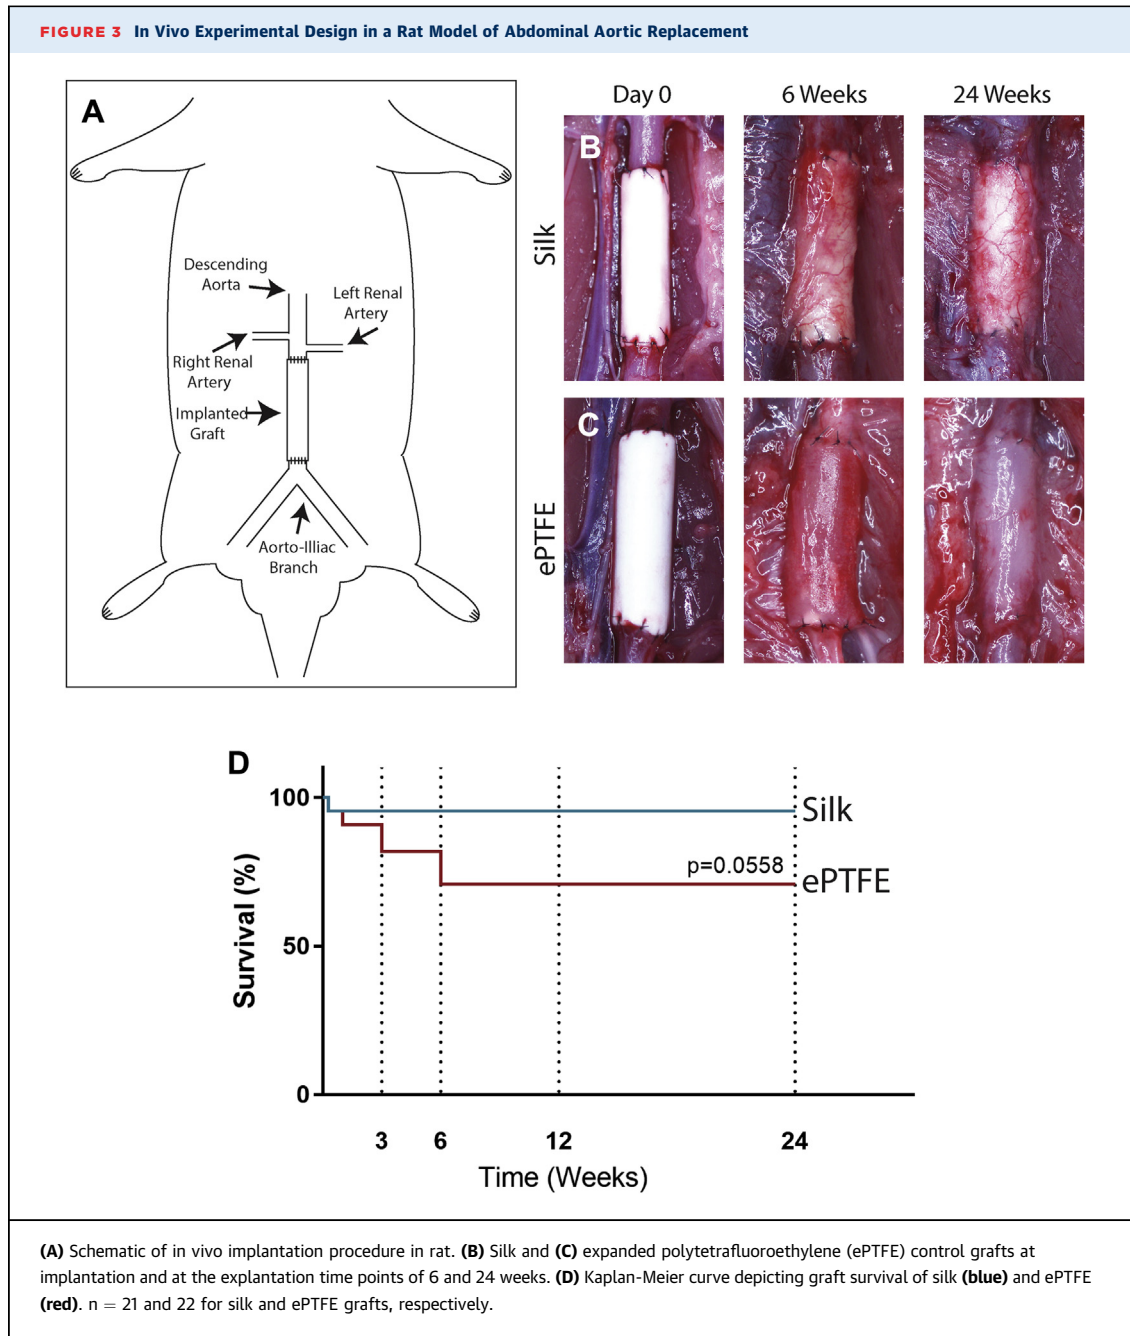 FIGURE 3 In Vivo Experimental Design in a Rat Model of Abdominal Aortic Replacement
A
Descending
Aorta
Left Renal
Artery
Right Renal
Artery
Implanted
Graft
Aorto-Illiac
Branch
Day 0
6 Weeks
24 Weeks
B
Silk
C
ePTFE
D
Survival (%)
100
50
0
Silk
p=0.0558
ePTFE
3
6
12
24
Time (Weeks)
(A) Schematic of in vivo implantation procedure in rat. (B) Silk and (C) expanded polytetrafluoroethylene (ePTFE) control grafts at
implantation and at the explantation time points of 6 and 24 weeks. (D) Kaplan-Meier curve depicting graft survival of silk (blue) and ePTFE
(red). n = 21 and 22 for silk and ePTFE grafts, respectively.